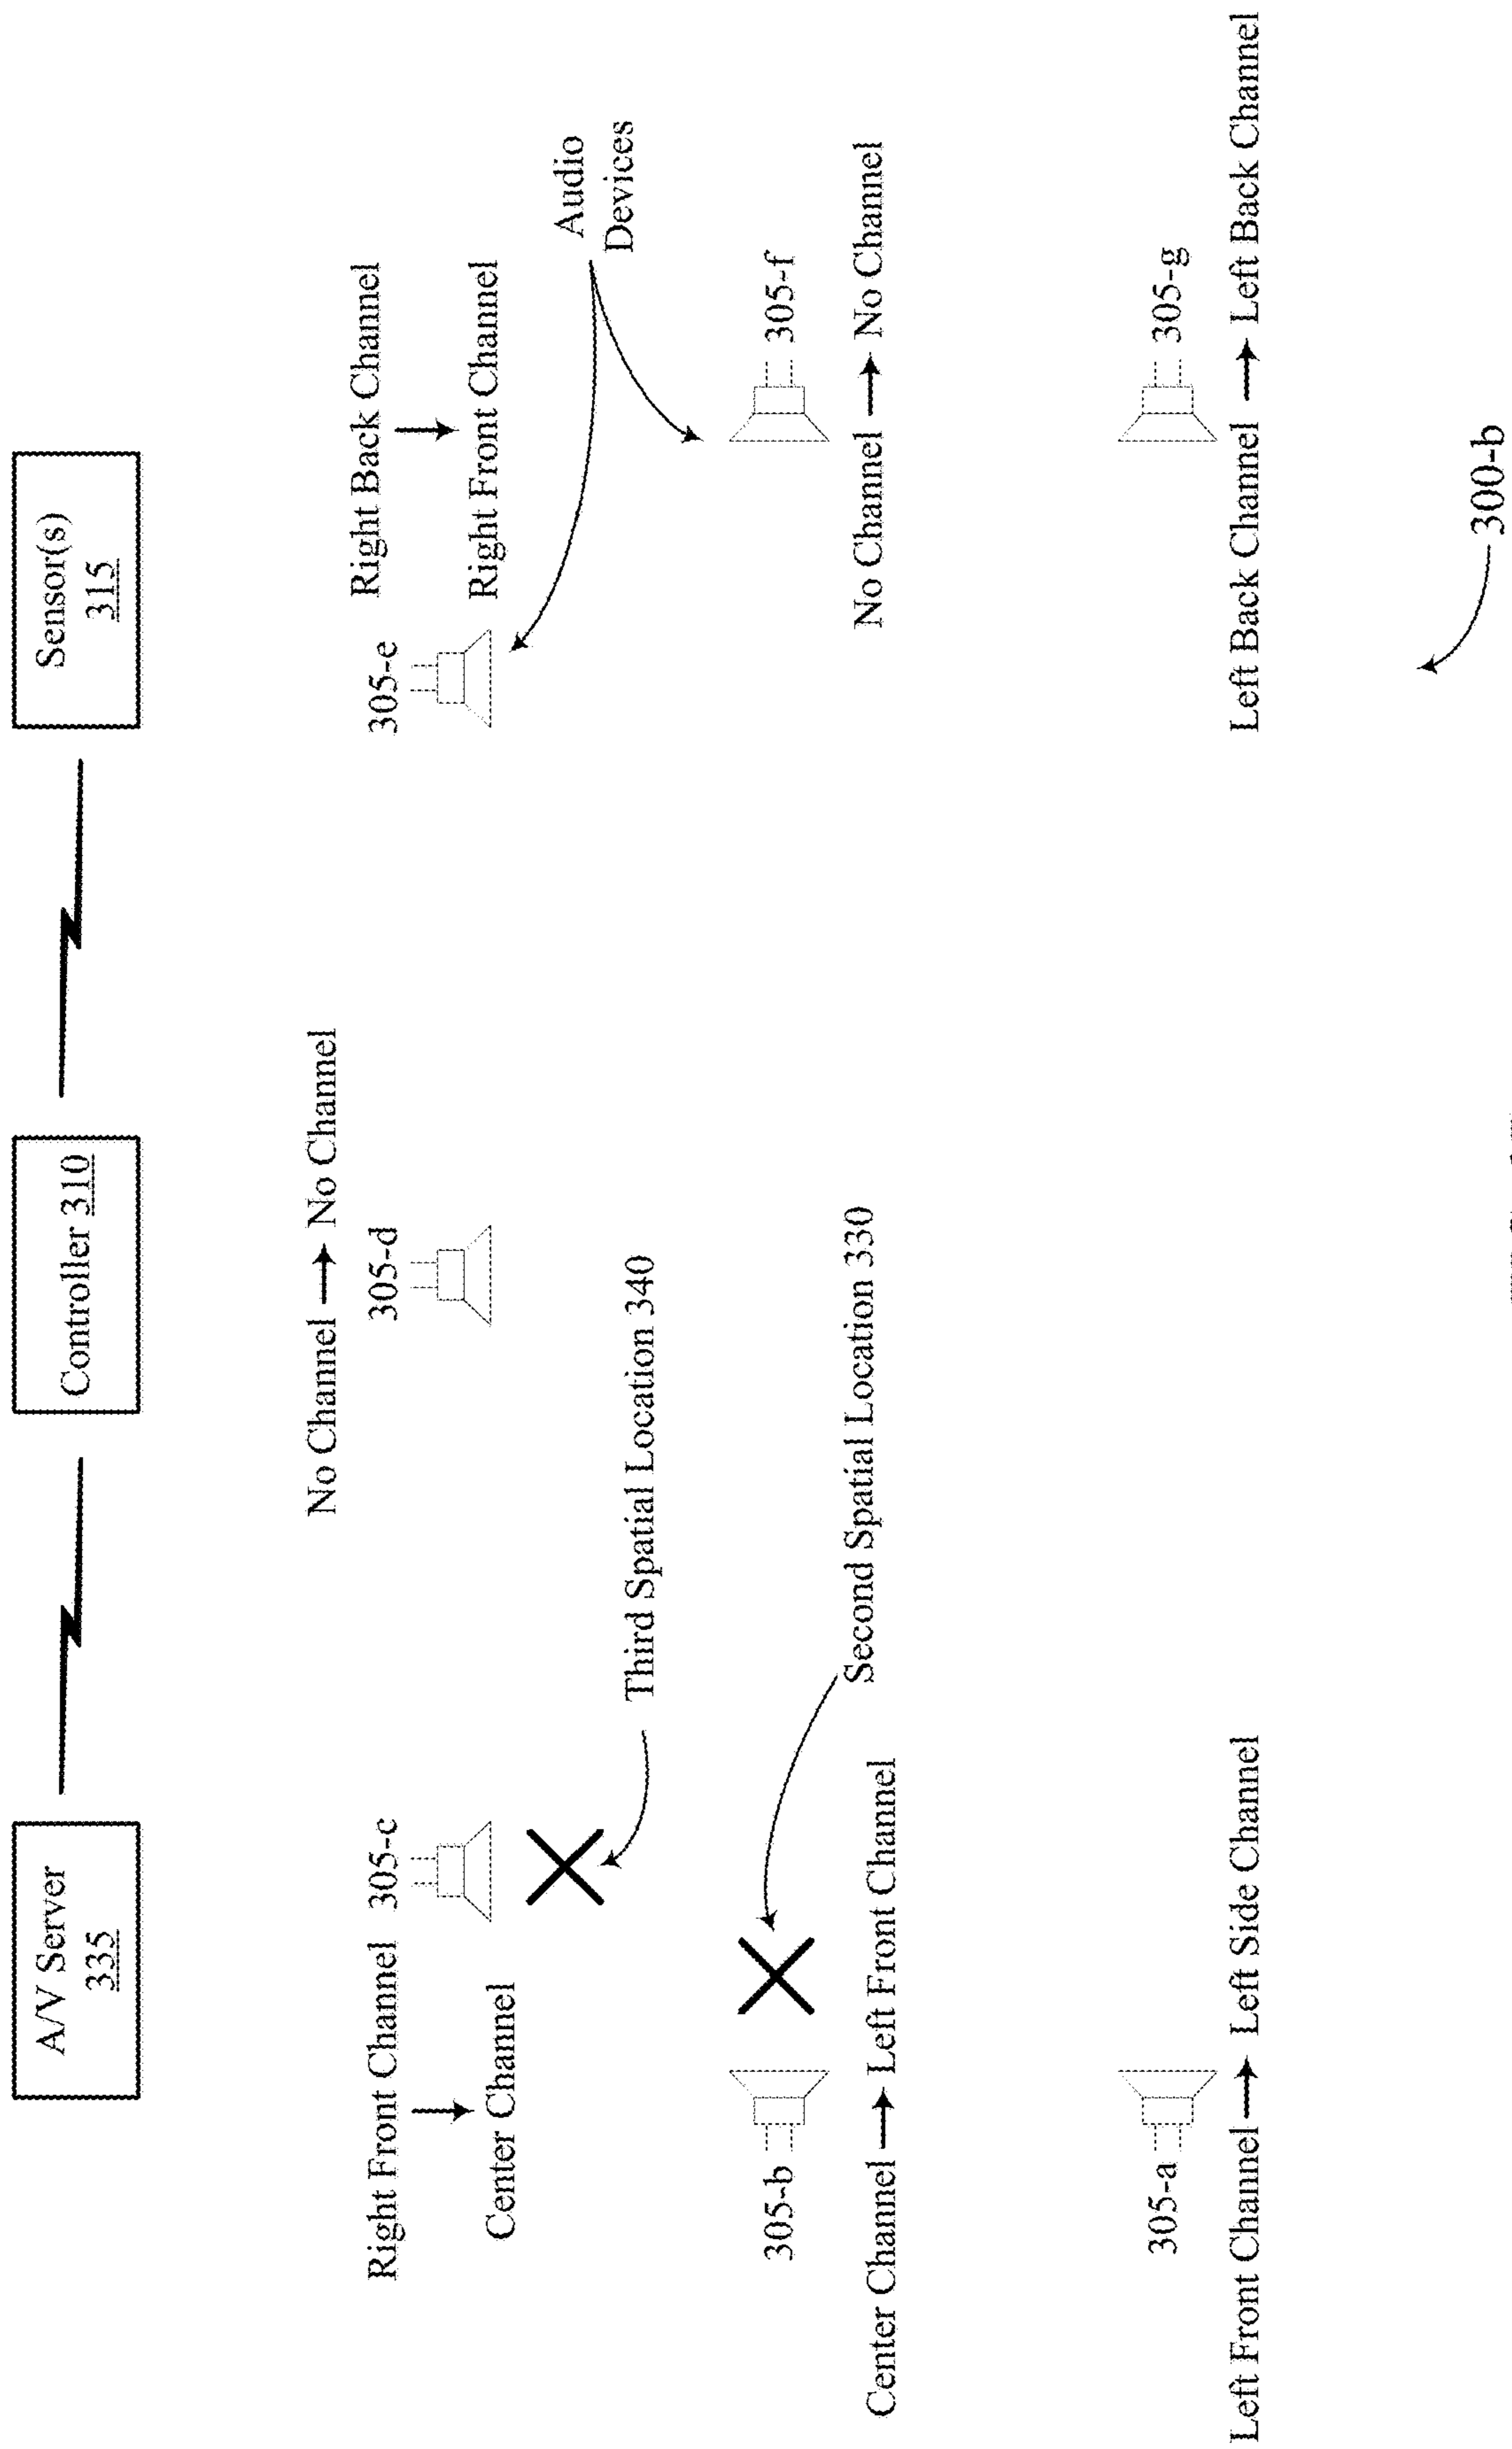 A/V Server
335
Controller 310
Sensor(s)
315
No Channel → No Channel
Right Front Channel
Center Channel
305-c
305-d
305-e
Right Back Channel
Right Front Channel
Audio
Devices
Third Spatial Location 340
305-b
Center Channel → Left Front Channel
Second Spatial Location 330
305-f
No Channel → No Channel
305-a
Left Front Channel → Left Side Channel
305-g
Left Back Channel → Left Back Channel
300-b